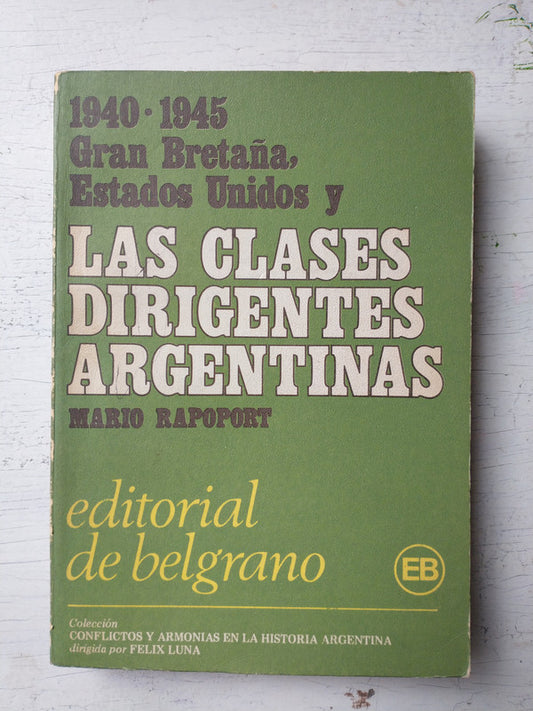 1940·1945
Gran Bretaña,
Estados Unidos y
LAS CLASES
DIRIGENTES
ARGENTINAS
MARIO RAPOPORT
editorial
de belgrano
EB
Colección
CONFLICTOS Y ARMONIAS EN LA HISTORIA ARGENTINA
dirigida por FELIX LUNA